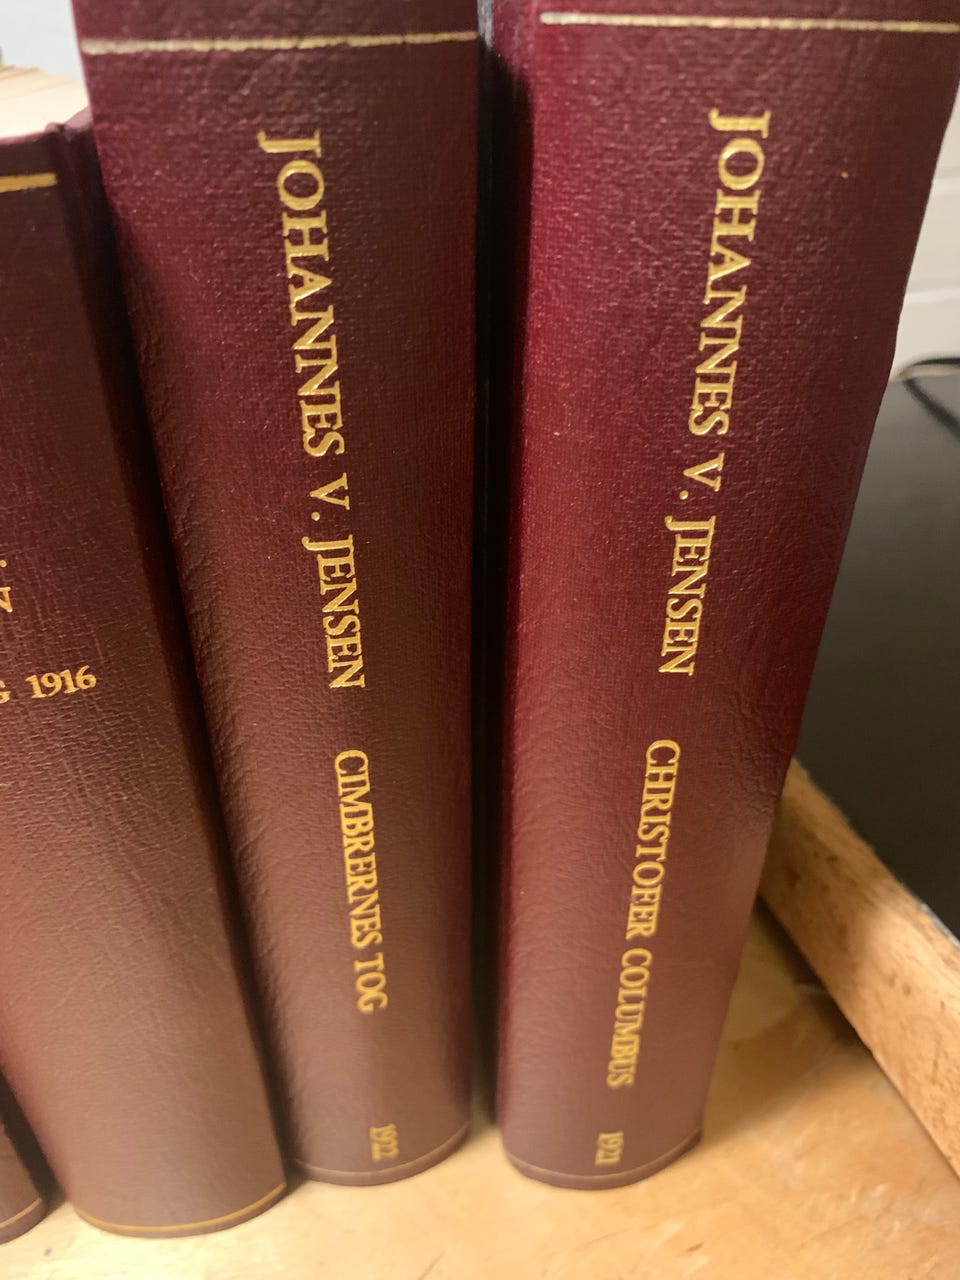 G 1916
JOHANNES V. JENSEN CIMBRERNES TOG 1922
JOHANNES V. JENSEN CHRISTOFER COLUMBUS 1921